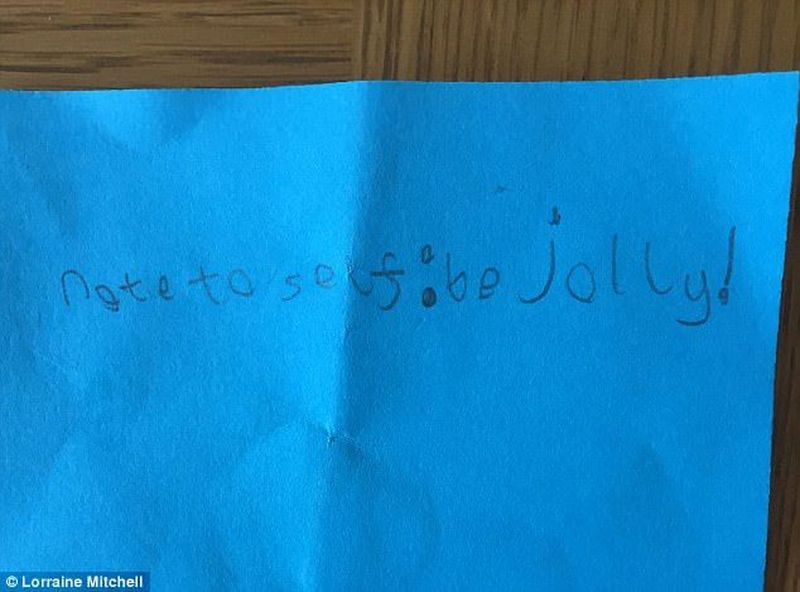 note to self: be jolly!
© Lorraine Mitchell